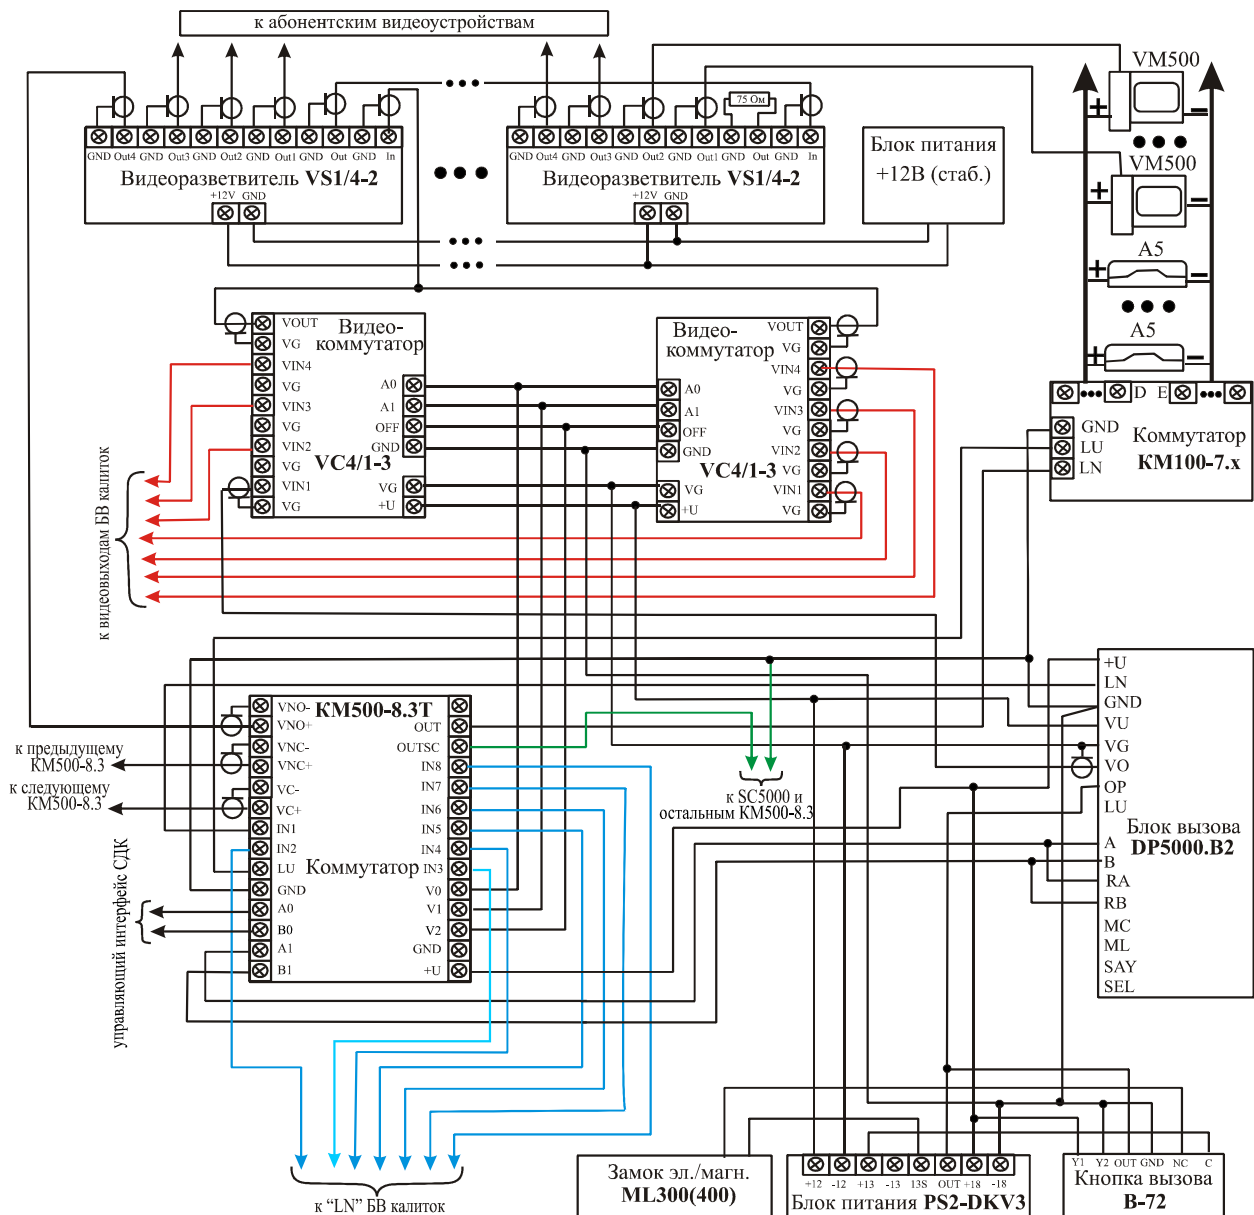 к абонентским видеоустройствам
VM500
75 Ом
GND Out4 GND Out3 GND Out2 GND Out1 GND Out GND In
Видеоразветвитель VS1/4-2
+12V GND
GND Out4 GND Out3 GND Out2 GND Out1 GND Out GND In
Видеоразветвитель VS1/4-2
+12V GND
Блок питания
+12В (стаб.)
+ −
VM500
+ −
A5
+ −
A5
+ −
D E
GND
LU
LN
Коммутатор
КМ100-7.x
VOUT
VG
VIN4
VG
VIN3
VG
VIN2
VG
VIN1
VG
Видео-
коммутатор
VC4/1-3
A0
A1
OFF
GND
VG
+U
Видео-
коммутатор
VC4/1-3
A0
A1
OFF
GND
VG
+U
VOUT
VG
VIN4
VG
VIN3
VG
VIN2
VG
VIN1
VG
к видеовыходам БВ калиток
КМ500-8.3Т
Коммутатор
VNO-
VNO+
VNC-
VNC+
VC-
VC+
IN1
IN2
LU
GND
A0
B0
A1
B1
OUT
OUTSC
IN8
IN7
IN6
IN5
IN4
IN3
V0
V1
V2
GND
+U
к предыдущему
КМ500-8.3
к следующему
КМ500-8.3
управляющий интерфейс СДК
к SC5000 и
остальным КМ500-8.3
+U
LN
GND
VU
VG
VO
OP
LU
A
B
RA
RB
MC
ML
SAY
SEL
Блок вызова
DP5000.B2
к “LN” БВ калиток
Замок эл./магн.
ML300(400)
+12 -12 +13 -13 13S OUT +18 -18
Блок питания PS2-DKV3
Y1 Y2 OUT GND NC C
Кнопка вызова
B-72